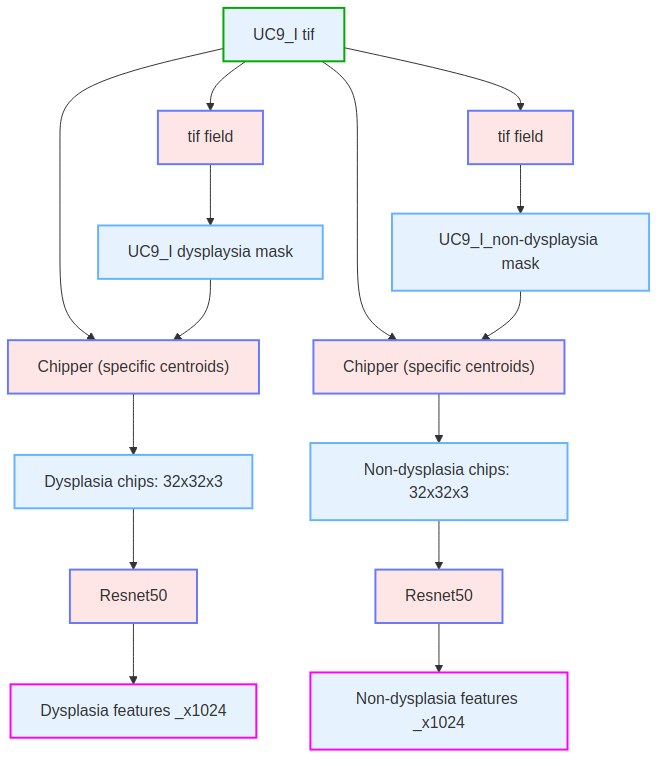 UC9_I tif
tif field
tif field
UC9_I dysplaysia mask
UC9_I_non-dysplaysia
mask
Chipper (specific centroids)
Chipper (specific centroids)
Dysplasia chips: 32x32x3
Non-dysplasia chips:
32x32x3
Resnet50
Resnet50
Dysplasia features _x1024
Non-dysplasia features
_x1024